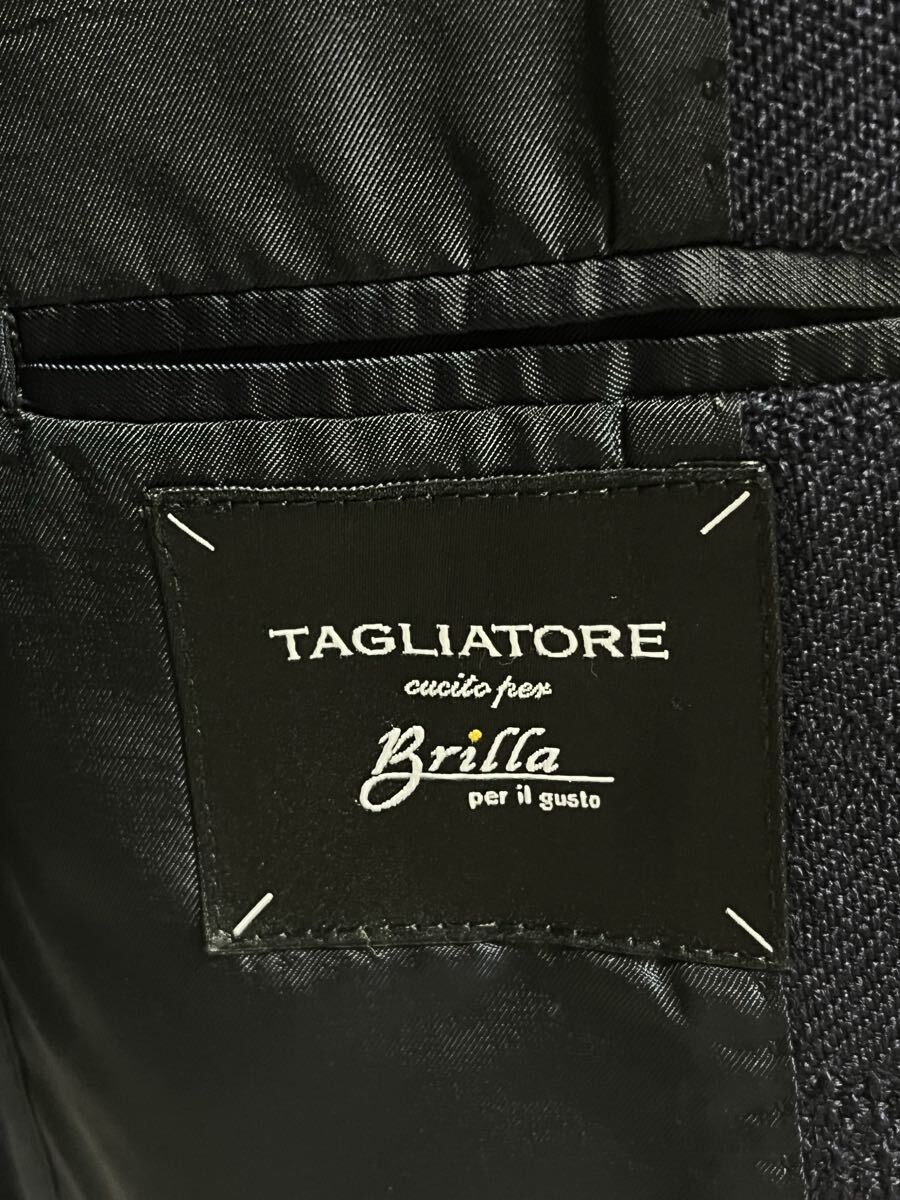 TAGLIATORE
cucito per
Brilla
per il gusto